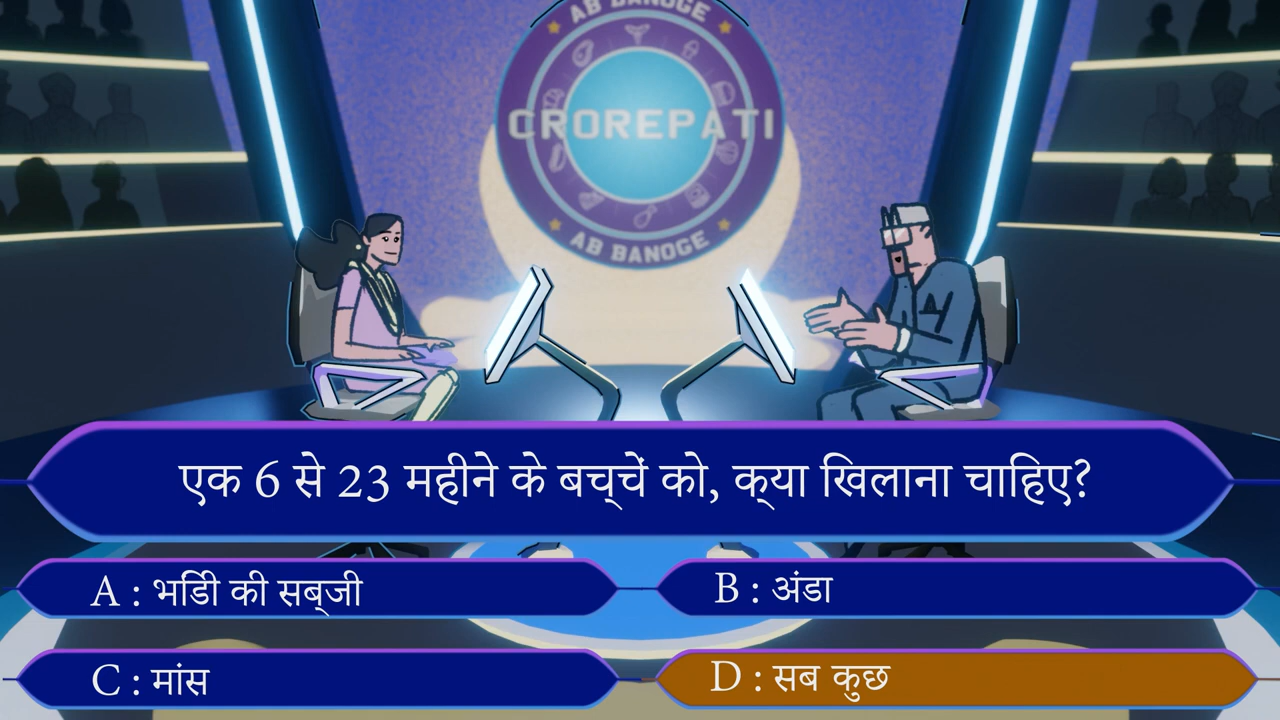 AB BANOGE
CROREPATI
AB BANOGE
एक 6 से 23 महीने के बच्‌चें को, क्‌या खिलाना चाहिए?
A : भिंडी की सब्‌जी
B : अंडा
C : मांस
D : सब कुछ